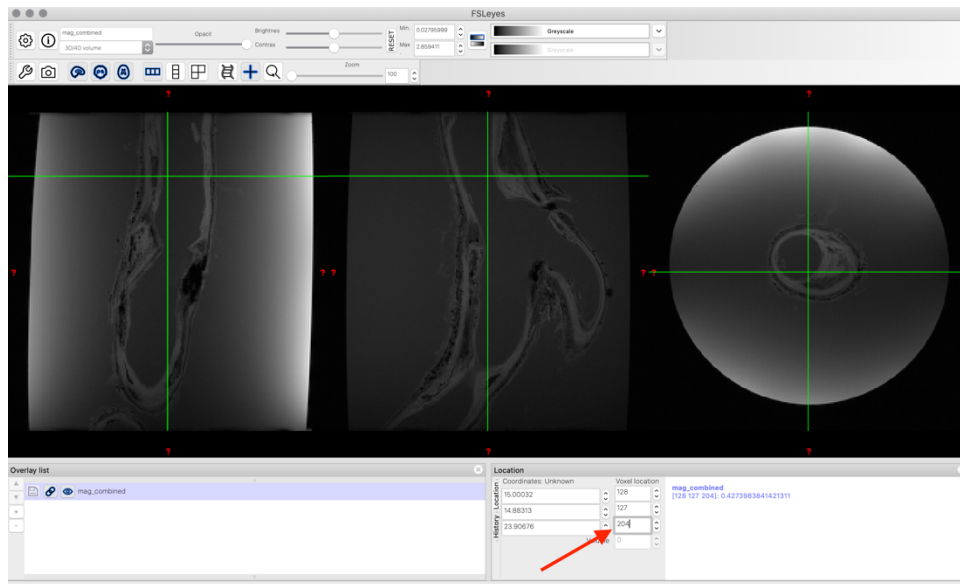 FSLeyes
mag_combined
30/40 volume
Opacit
Brightnes
Contras
RESET
Min.
Max
0.02795989
2.859411
Greyscale
Greyscale
Zoom
100
?
?
?
?
? ?
? ?
?
?
?
Overlay list
mag_combined
Location
History
Location
Coordinates: Unknown
Voxel location
15.00032
128
14.88313
127
23.90676
204
0
mag_combined
[128 127 204]: 0.4273983841421311